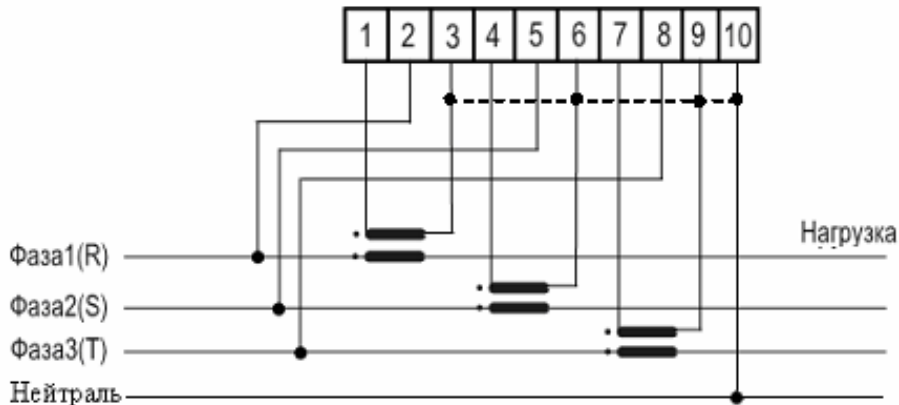 1 2 3 4 5 6 7 8 9 10
Нагрузка
Фаза1(R)
Фаза2(S)
Фаза3(T)
Нейтраль